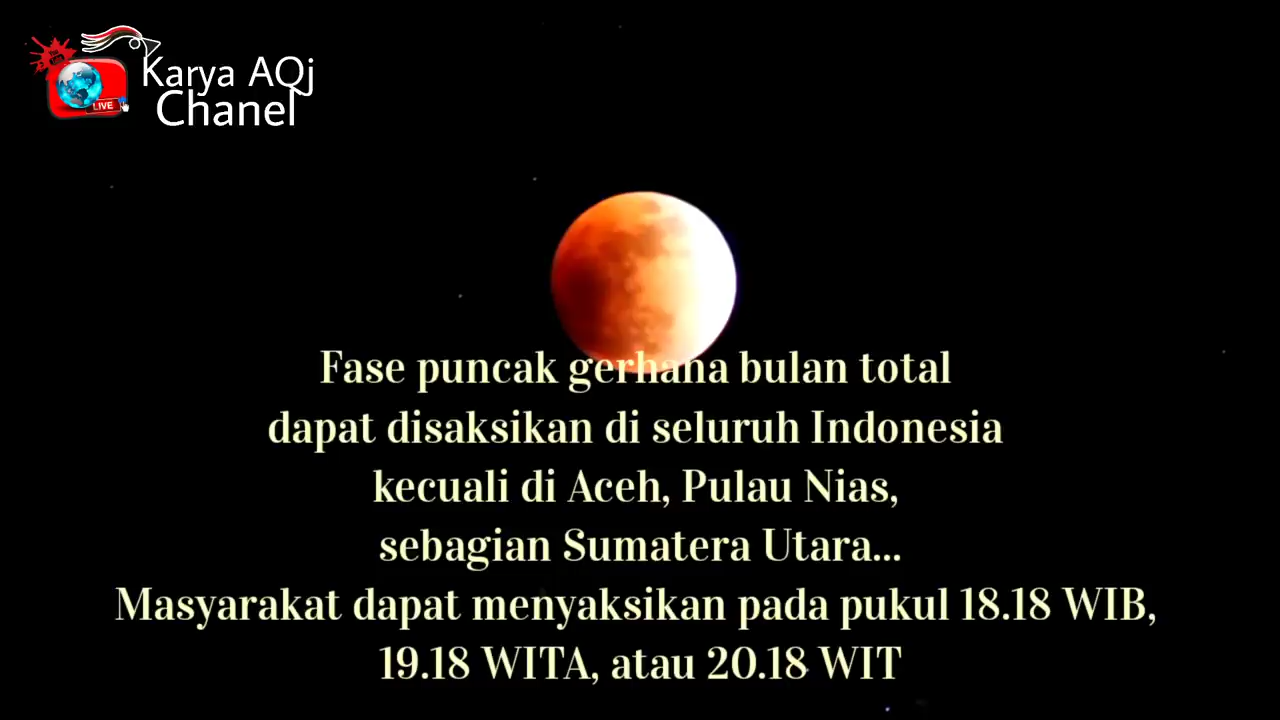 Karya AQj
Chanel
LIVE
Fase puncak gerhana bulan total
dapat disaksikan di seluruh Indonesia
kecuali di Aceh, Pulau Nias,
sebagian Sumatera Utara...
Masyarakat dapat menyaksikan pada pukul 18.18 WIB,
19.18 WITA, atau 20.18 WIT